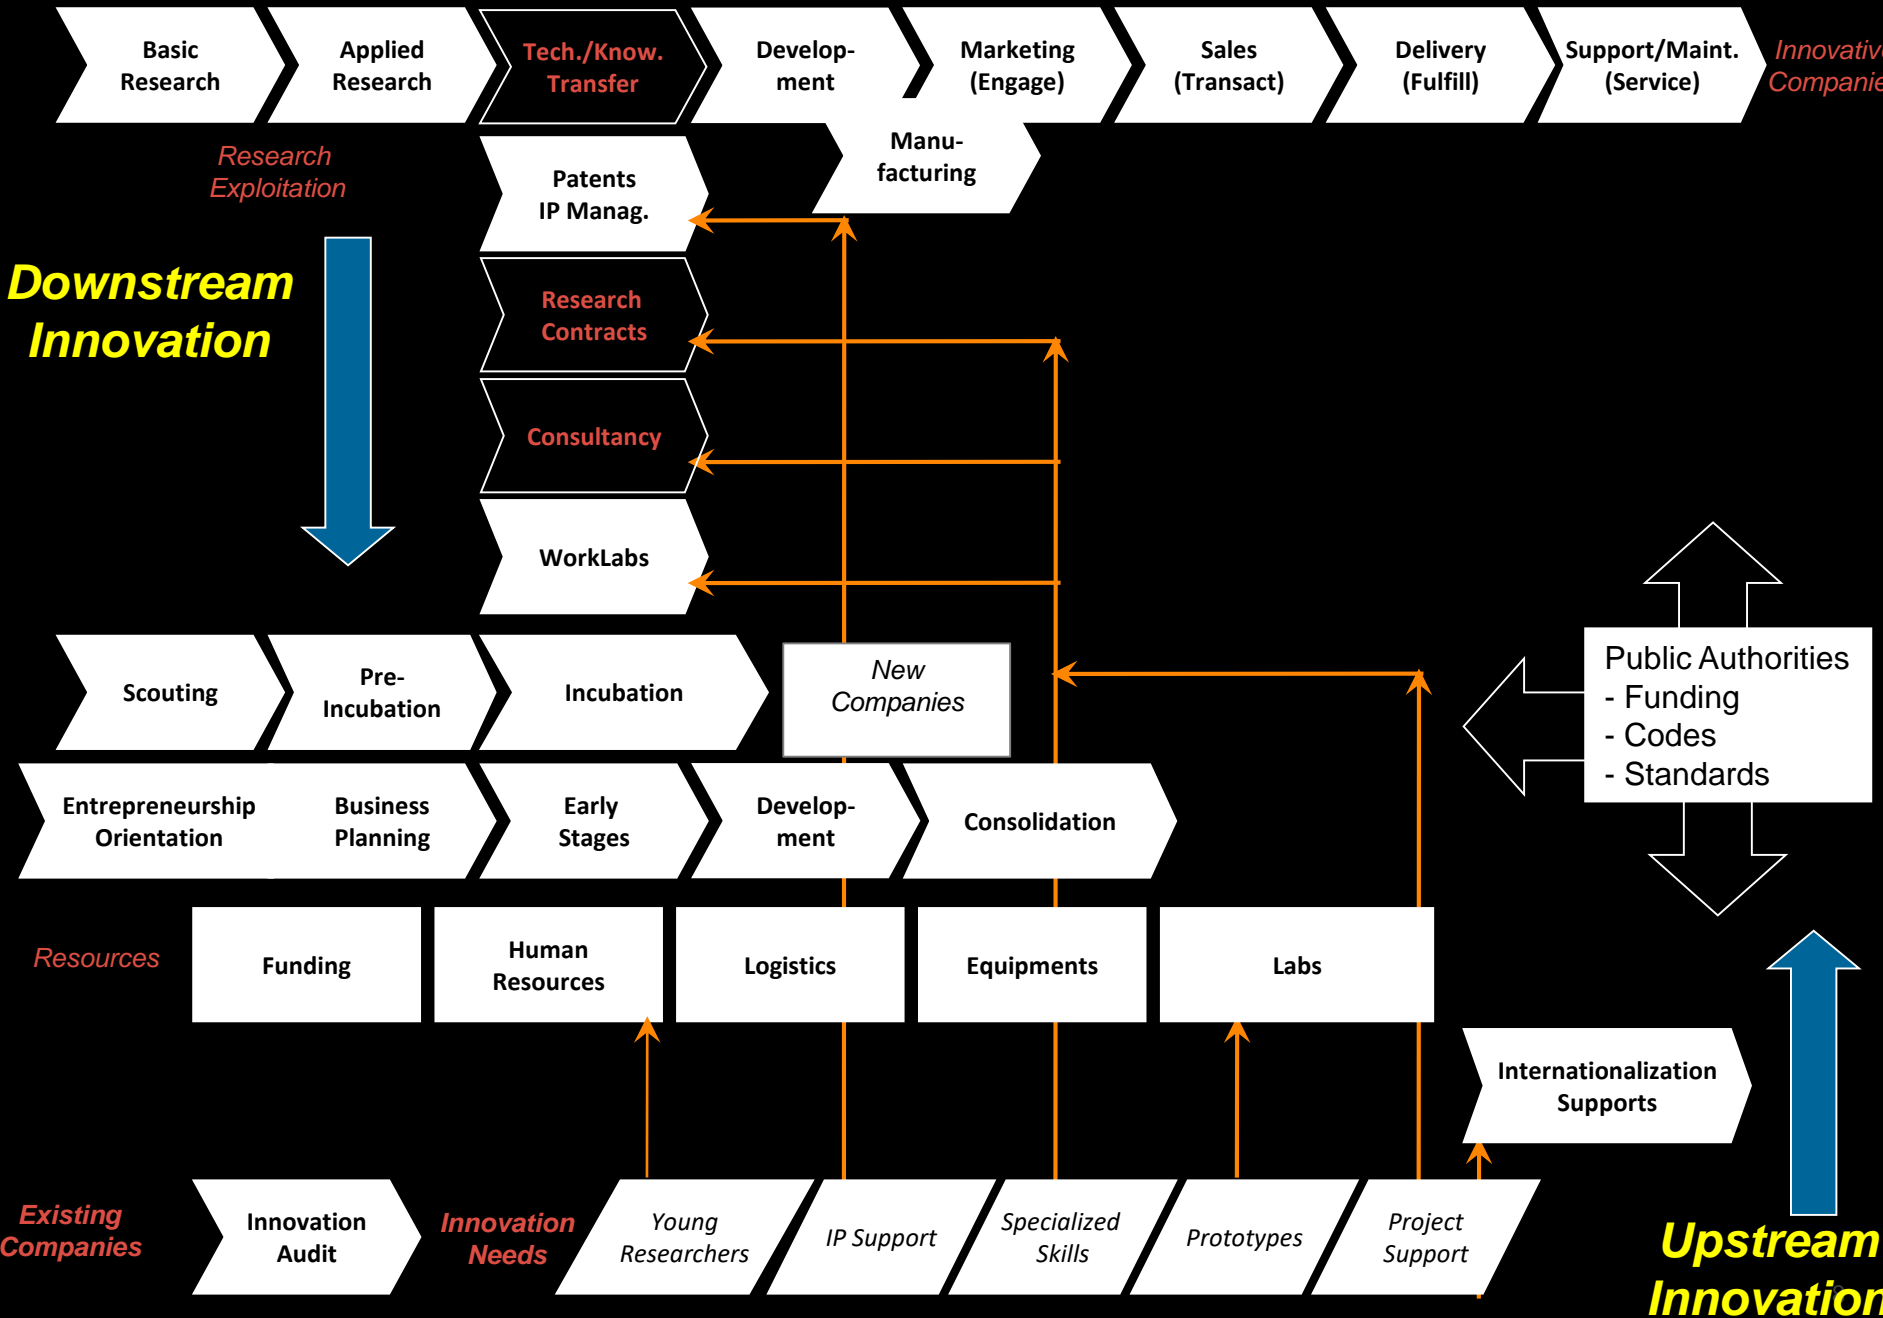 Basic
Research
Applied
Research
Tech./Know.
Transfer
Develop-
ment
Marketing
(Engage)
Sales
(Transact)
Delivery
(Fulfill)
Support/Maint.
(Service)
Innovative
Companie
Manu-
facturing
Research
Exploitation
Patents
IP Manag.
Downstream
Innovation
Research
Contracts
Consultancy
WorkLabs
Scouting
Pre-
Incubation
Incubation
New
Companies
Public Authorities
- Funding
- Codes
- Standards
Entrepreneurship
Orientation
Business
Planning
Early
Stages
Develop-
ment
Consolidation
Resources
Funding
Human
Resources
Logistics
Equipments
Labs
Internationalization
Supports
Existing
Companies
Innovation
Audit
Innovation
Needs
Young
Researchers
IP Support
Specialized
Skills
Prototypes
Project
Support
Upstream
Innovation